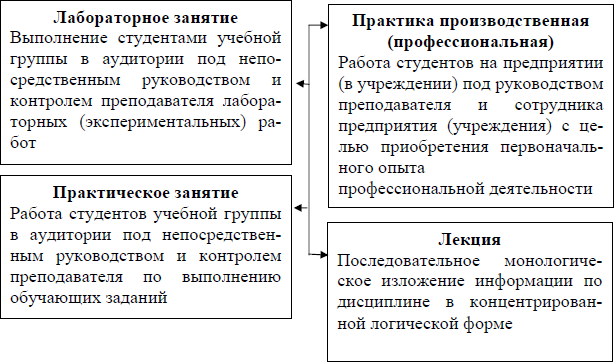 Лабораторное занятие
Выполнение студентами учебной
группы в аудитории под непо-
средственным руководством и
контролем преподавателя лабора-
торных (экспериментальных) ра-
бот
Практическое занятие
Работа студентов учебной группы
в аудитории под непосредствен-
ным руководством и контролем
преподавателя по выполнению
обучающих заданий
Практика производственная
(профессиональная)
Работа студентов на предприятии
(в учреждении) под руководством
преподавателя и сотрудника
предприятия (учреждения) с це-
лью приобретения первоначаль-
ного опыта
профессиональной деятельности
Лекция
Последовательное монологиче-
ское изложение информации по
дисциплине в концентрирован-
ной логической форме